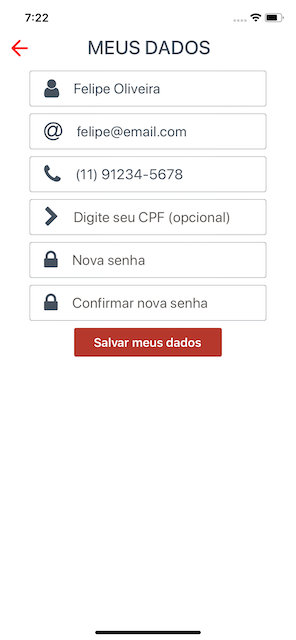 7:22
MEUS DADOS
Felipe Oliveira
@ felipe@email.com
(11) 91234-5678
Digite seu CPF (opcional)
Nova senha
Confirmar nova senha
Salvar meus dados